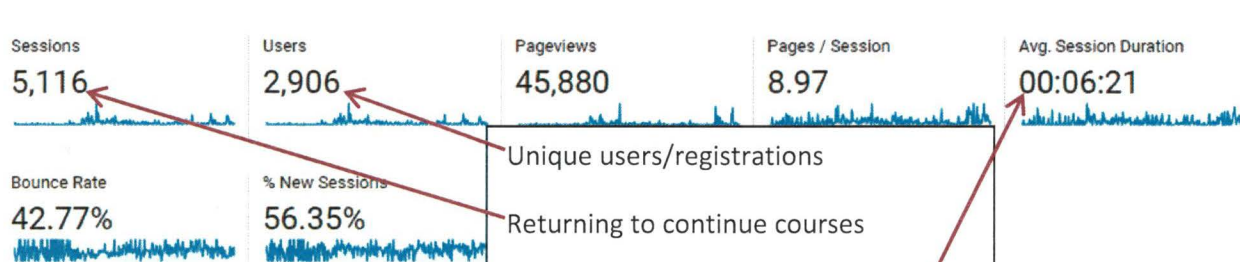 Sessions Users Pageviews Pages / Session Avg. Session Duration
5,116 2,906 45,880 8.97 00:06:21
Unique users/registrations
Bounce Rate % New Sessions
42.77% 56.35%
Returning to continue courses